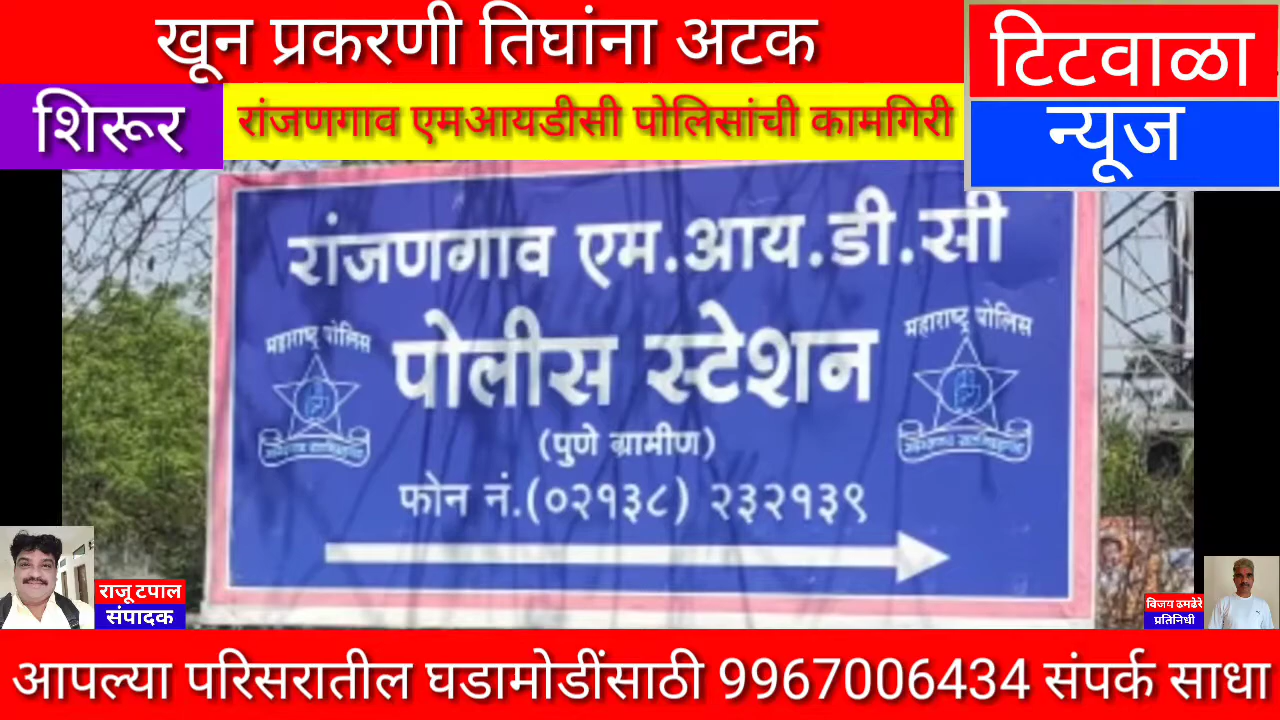 खून प्रकरणी तिघांना अटक
टिटवाळा
न्यूज
शिरूर
रांजणगाव एमआयडीसी पोलिसांची कामगिरी
रांजणगाव एम.आय.डी.सी
पोलीस स्टेशन
(पुणे ग्रामीण)
फोन नं.(०२१३८) २३२१३९
महाराष्ट्र पोलिस
महाराष्ट्र पोलिस
राजू टपाल
संपादक
विजय ढमढेरे
प्रतिनिधी
आपल्या परिसरातील घडामोडींसाठी 9967006434 संपर्क साधा